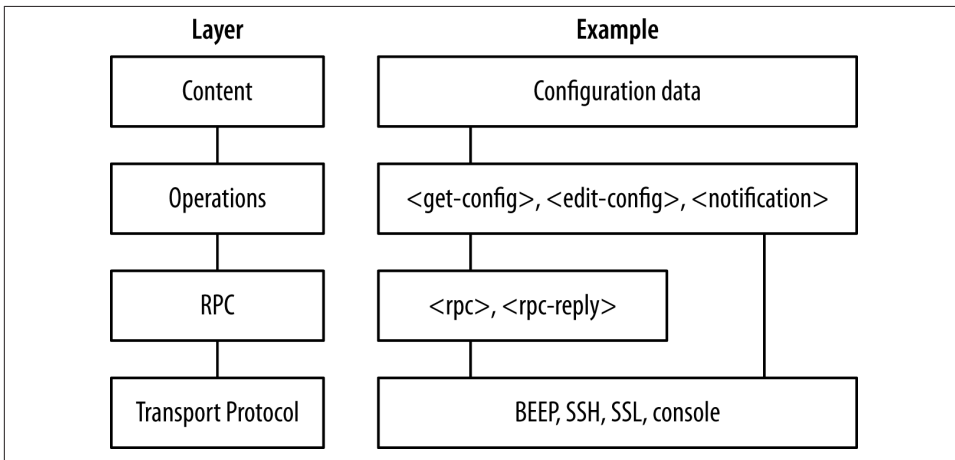 Layer Example
Content Configuration data
Operations <get-config>, <edit-config>, <notification>
RPC <rpc>, <rpc-reply>
Transport Protocol BEEP, SSH, SSL, console